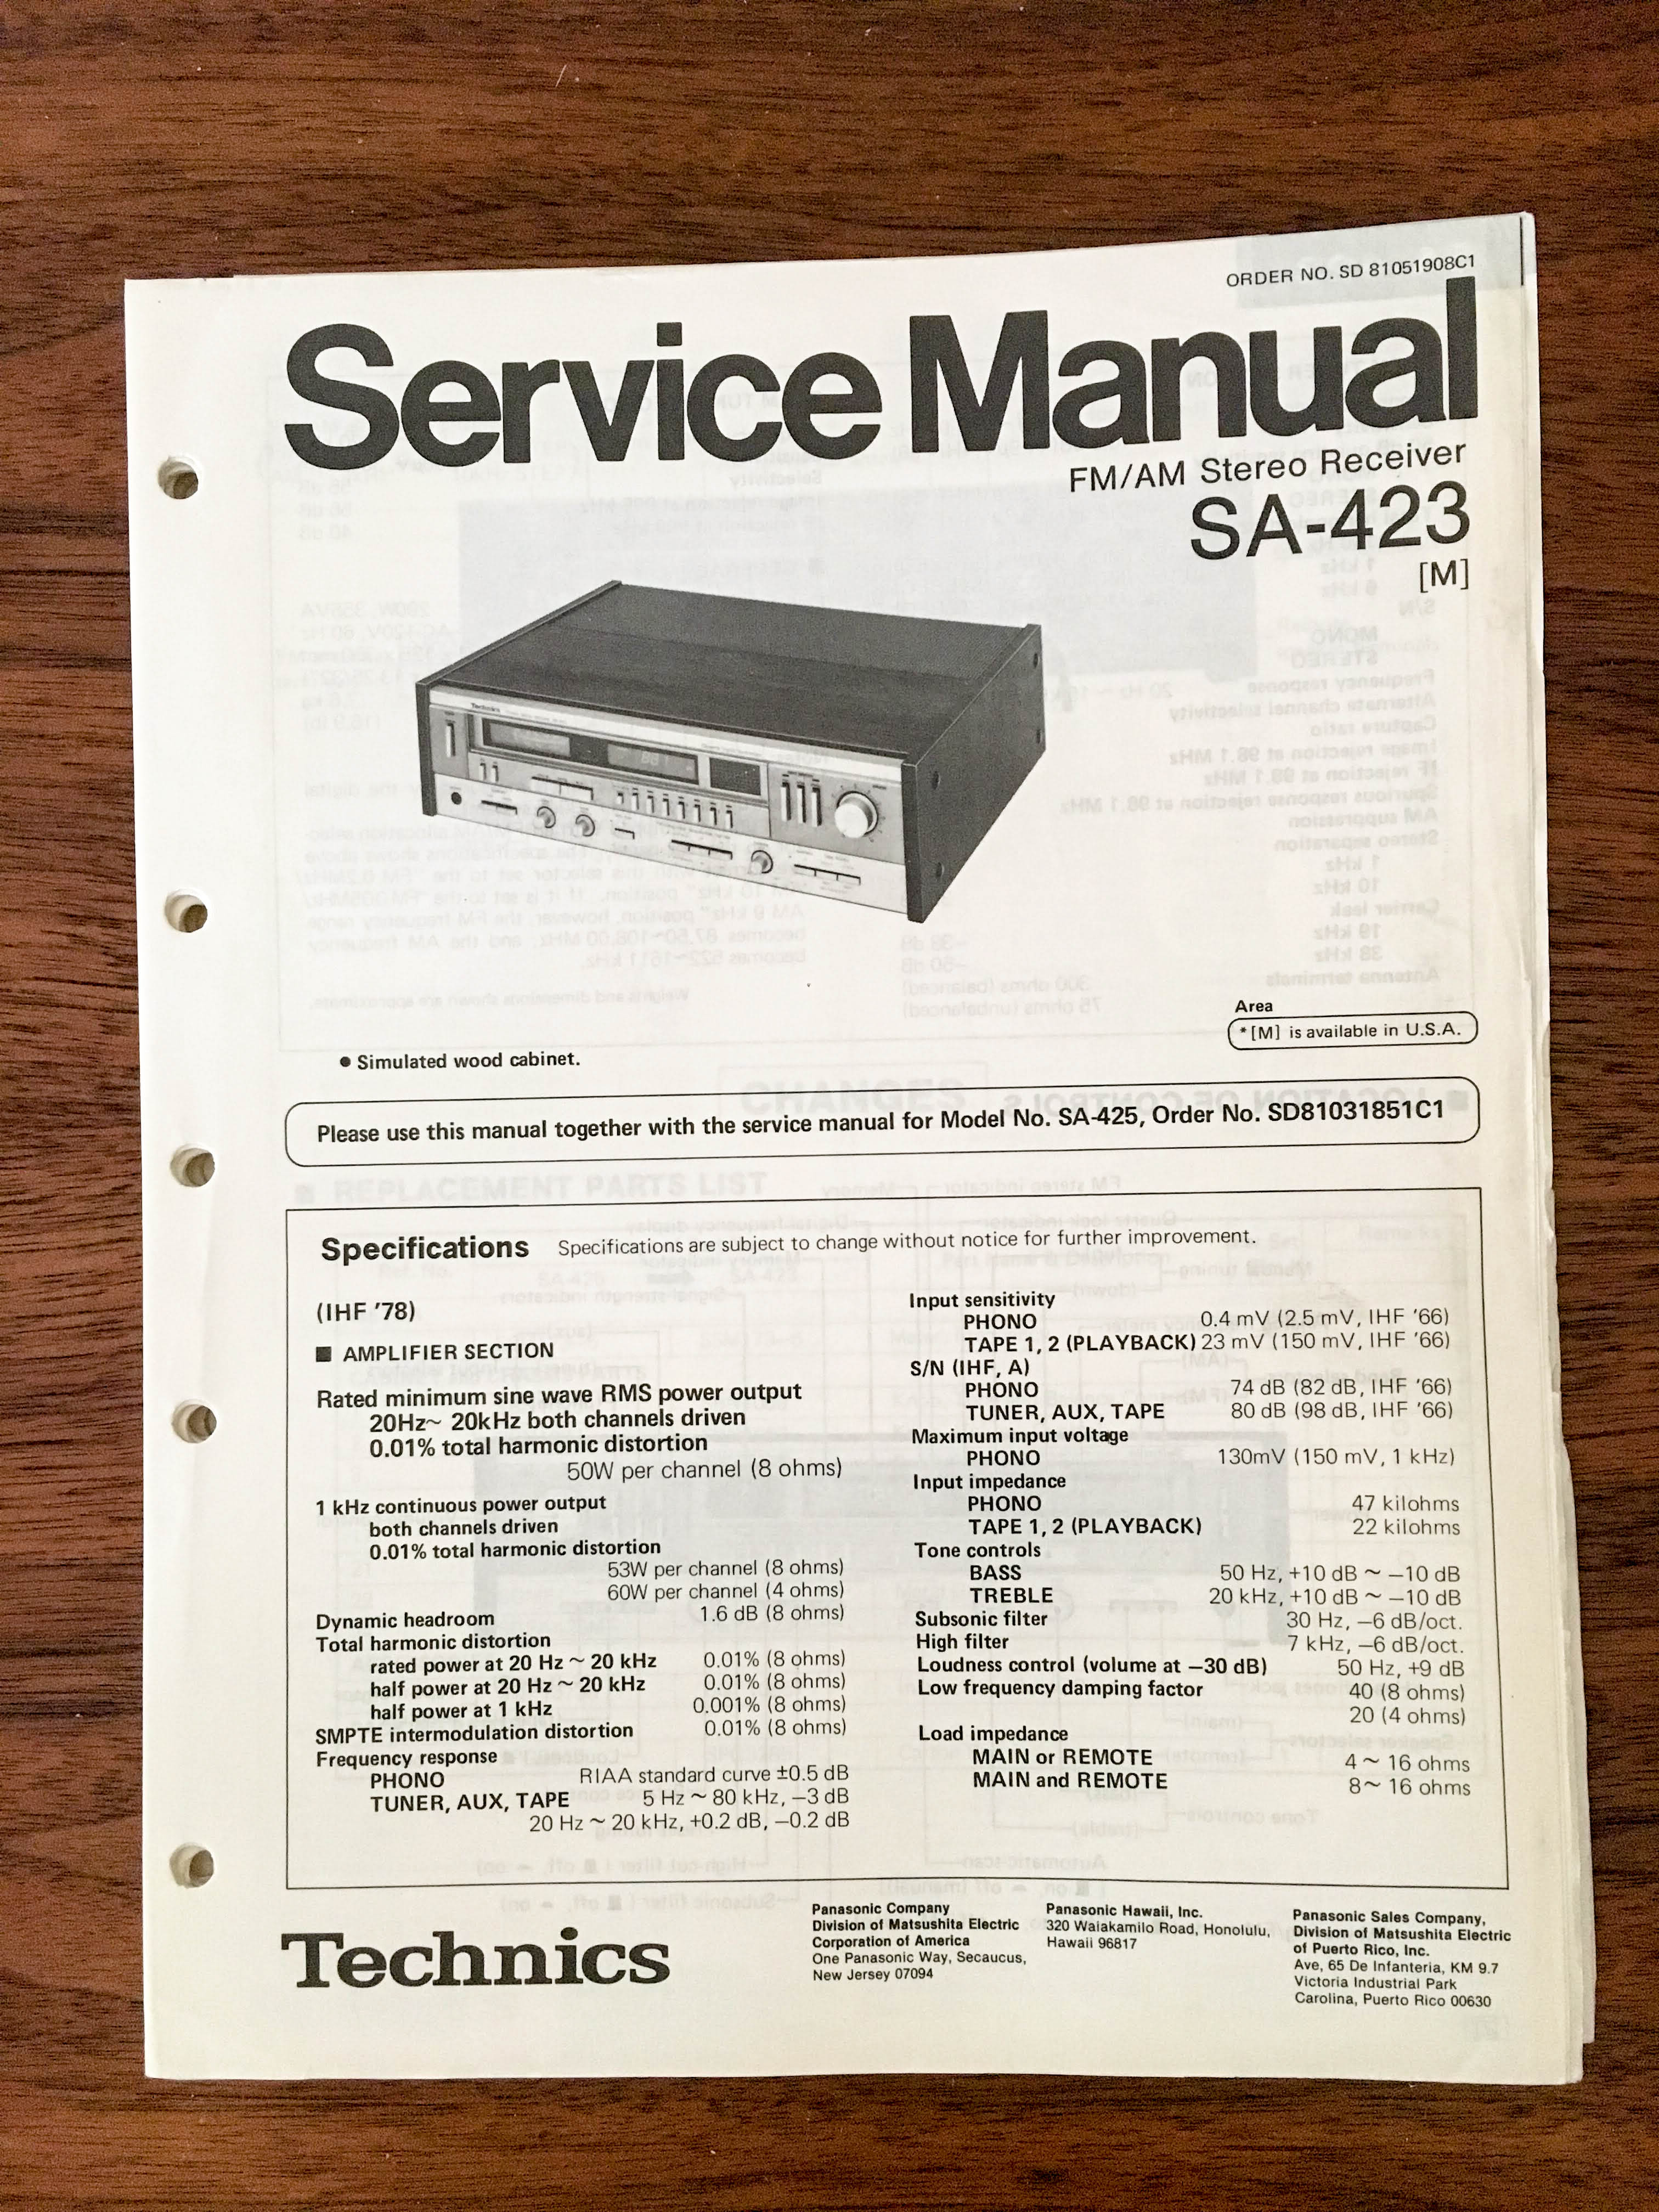 ORDER NO. SD 81051908C1
Service Manual
FM/AM Stereo Receiver
SA-423
[M]
Technics
Area
*[M] is available in U.S.A.
● Simulated wood cabinet.
Please use this manual together with the service manual for Model No. SA-425, Order No. SD81031851C1
Specifications Specifications are subject to change without notice for further improvement.
(IHF '78)
■ AMPLIFIER SECTION
Rated minimum sine wave RMS power output
20Hz~ 20kHz both channels driven
0.01% total harmonic distortion
50W per channel (8 ohms)
1 kHz continuous power output
both channels driven
0.01% total harmonic distortion
53W per channel (8 ohms)
60W per channel (4 ohms)
Dynamic headroom 1.6 dB (8 ohms)
Total harmonic distortion
rated power at 20 Hz ~ 20 kHz 0.01% (8 ohms)
half power at 20 Hz ~ 20 kHz 0.01% (8 ohms)
half power at 1 kHz 0.001% (8 ohms)
SMPTE intermodulation distortion 0.01% (8 ohms)
Frequency response
PHONO RIAA standard curve ±0.5 dB
TUNER, AUX, TAPE 5 Hz ~ 80 kHz, −3 dB
20 Hz ~ 20 kHz, +0.2 dB, −0.2 dB
Input sensitivity
PHONO 0.4 mV (2.5 mV, IHF '66)
TAPE 1, 2 (PLAYBACK) 23 mV (150 mV, IHF '66)
S/N (IHF, A)
PHONO 74 dB (82 dB, IHF '66)
TUNER, AUX, TAPE 80 dB (98 dB, IHF '66)
Maximum input voltage
PHONO 130mV (150 mV, 1 kHz)
Input impedance
PHONO 47 kilohms
TAPE 1, 2 (PLAYBACK) 22 kilohms
Tone controls
BASS 50 Hz, +10 dB ~ −10 dB
TREBLE 20 kHz, +10 dB ~ −10 dB
Subsonic filter 30 Hz, −6 dB/oct.
High filter 7 kHz, −6 dB/oct.
Loudness control (volume at −30 dB) 50 Hz, +9 dB
Low frequency damping factor 40 (8 ohms)
20 (4 ohms)
Load impedance
MAIN or REMOTE 4 ~ 16 ohms
MAIN and REMOTE 8~ 16 ohms
Technics
Panasonic Company
Division of Matsushita Electric
Corporation of America
One Panasonic Way, Secaucus,
New Jersey 07094
Panasonic Hawaii, Inc.
320 Waiakamilo Road, Honolulu,
Hawaii 96817
Panasonic Sales Company,
Division of Matsushita Electric
of Puerto Rico, Inc.
Ave, 65 De Infanteria, KM 9.7
Victoria Industrial Park
Carolina, Puerto Rico 00630